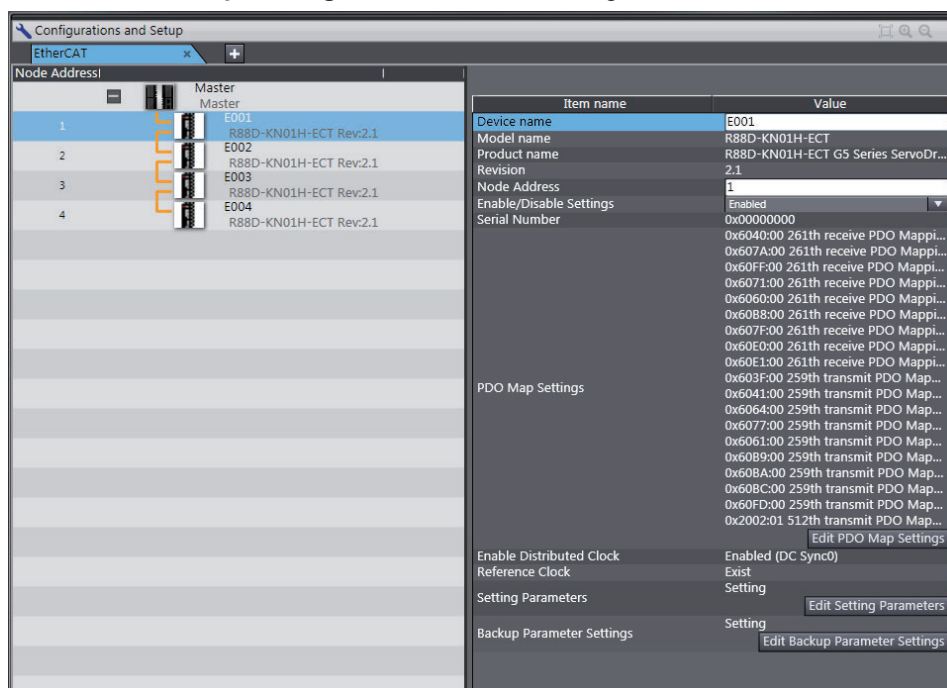 Configurations and Setup
EtherCAT × +
Node Address
Master
Master
1
E001
R88D-KN01H-ECT Rev:2.1
2
E002
R88D-KN01H-ECT Rev:2.1
3
E003
R88D-KN01H-ECT Rev:2.1
4
E004
R88D-KN01H-ECT Rev:2.1
Item name Value
Device name E001
Model name R88D-KN01H-ECT
Product name R88D-KN01H-ECT G5 Series ServoDr...
Revision 2.1
Node Address 1
Enable/Disable Settings Enabled
Serial Number 0x00000000
PDO Map Settings
0x6040:00 261th receive PDO Mappi...
0x607A:00 261th receive PDO Mappi...
0x60FF:00 261th receive PDO Mappi...
0x6071:00 261th receive PDO Mappi...
0x6060:00 261th receive PDO Mappi...
0x60B8:00 261th receive PDO Mappi...
0x607F:00 261th receive PDO Mappi...
0x60E0:00 261th receive PDO Mappi...
0x60E1:00 261th receive PDO Mappi...
0x603F:00 259th transmit PDO Map...
0x6041:00 259th transmit PDO Map...
0x6064:00 259th transmit PDO Map...
0x6077:00 259th transmit PDO Map...
0x6061:00 259th transmit PDO Map...
0x60B9:00 259th transmit PDO Map...
0x60BA:00 259th transmit PDO Map...
0x60BC:00 259th transmit PDO Map...
0x60FD:00 259th transmit PDO Map...
0x2002:01 512th transmit PDO Map...
Edit PDO Map Settings
Enable Distributed Clock Enabled (DC Sync0)
Reference Clock Exist
Setting Parameters Setting
Edit Setting Parameters
Backup Parameter Settings Setting
Edit Backup Parameter Settings